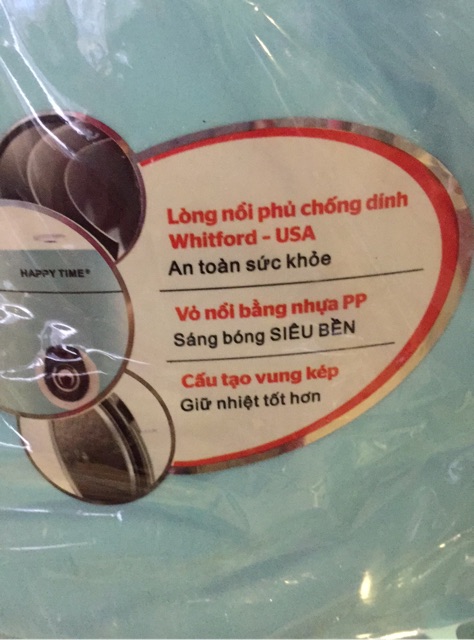 Lòng nồi phủ chống dính
Whitford - USA
An toàn sức khỏe
HAPPY TIME®
Vỏ nồi bằng nhựa PP
Sáng bóng SIÊU BỀN
Cấu tạo vung kép
Giữ nhiệt tốt hơn